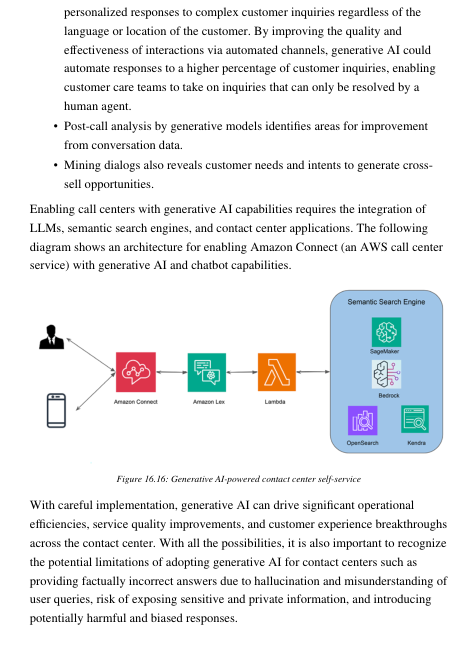 personalized responses to complex customer inquiries regardless of the
language or location of the customer. By improving the quality and
effectiveness of interactions via automated channels, generative AI could
automate responses to a higher percentage of customer inquiries, enabling
customer care teams to take on inquiries that can only be resolved by a
human agent.
• Post-call analysis by generative models identifies areas for improvement
from conversation data.
• Mining dialogs also reveals customer needs and intents to generate cross-
sell opportunities.
Enabling call centers with generative AI capabilities requires the integration of
LLMs, semantic search engines, and contact center applications. The following
diagram shows an architecture for enabling Amazon Connect (an AWS call center
service) with generative AI and chatbot capabilities.
Semantic Search Engine
SageMaker
Amazon Connect
Amazon Lex
Lambda
Bedrock
OpenSearch
Kendra
Figure 16.16: Generative AI-powered contact center self-service
With careful implementation, generative AI can drive significant operational
efficiencies, service quality improvements, and customer experience breakthroughs
across the contact center. With all the possibilities, it is also important to recognize
the potential limitations of adopting generative AI for contact centers such as
providing factually incorrect answers due to hallucination and misunderstanding of
user queries, risk of exposing sensitive and private information, and introducing
potentially harmful and biased responses.